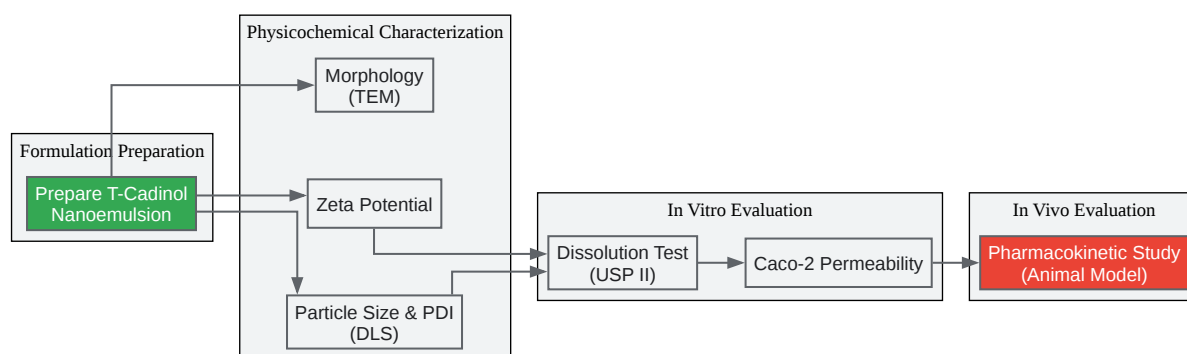 Physicochemical Characterization
Morphology
(TEM)
Formulation Preparation
Prepare T-Cadinol
Nanoemulsion
Zeta Potential
Particle Size & PDI
(DLS)
In Vitro Evaluation
Dissolution Test
(USP II)
Caco-2 Permeability
In Vivo Evaluation
Pharmacokinetic Study
(Animal Model)